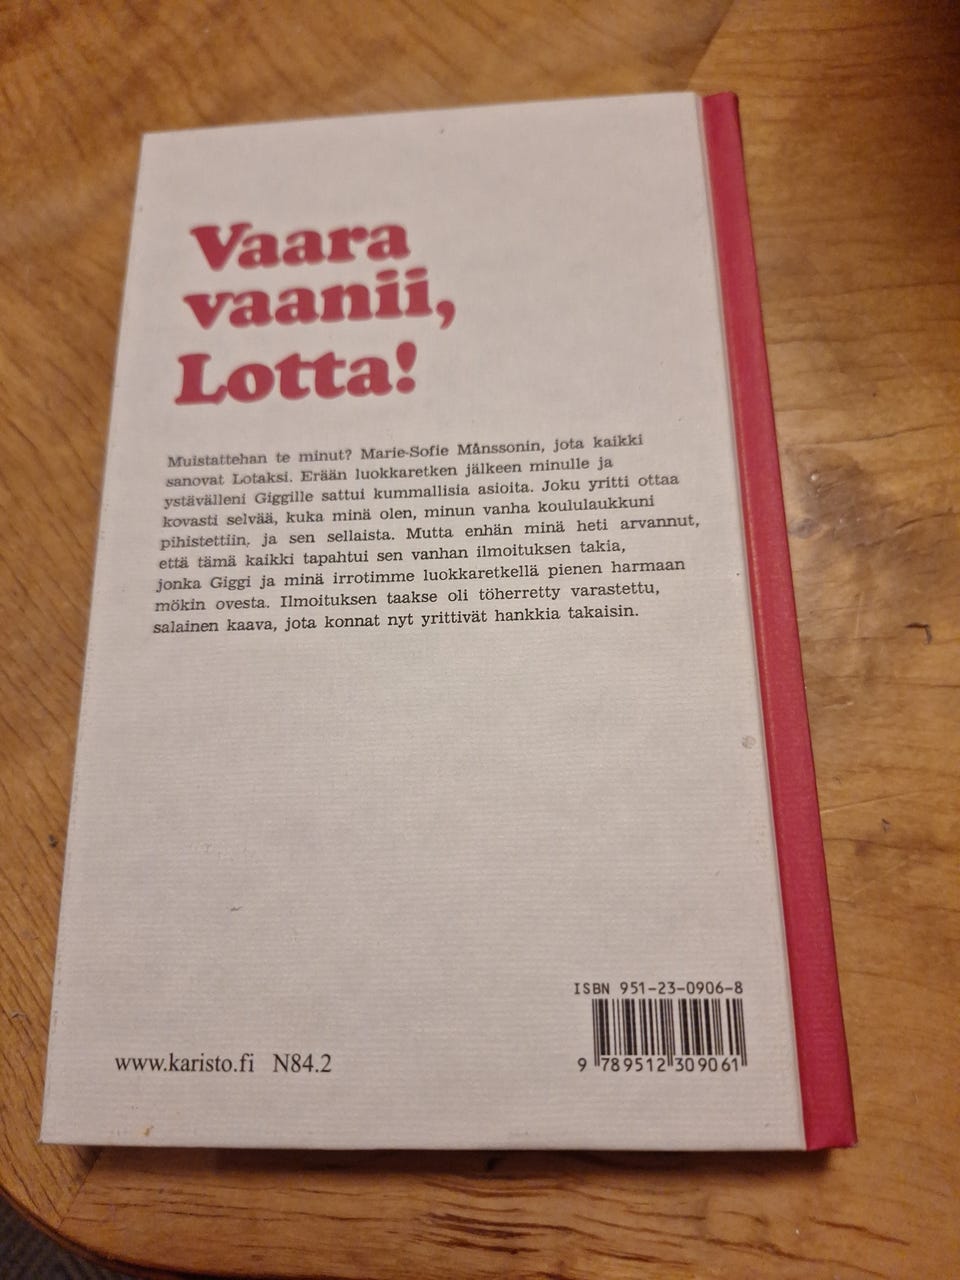 Vaara
vaanii,
Lotta!
Muistattehan te minut? Marie-Sofie Månssonin, jota kaikki
sanovat Lotaksi. Erään luokkaretken jälkeen minulle ja
ystävälleni Giggille sattui kummallisia asioita. Joku yritti ottaa
kovasti selvää, kuka minä olen, minun vanha koululaukkuni
pihistettiin, ja sen sellaista. Mutta enhän minä heti arvannut,
että tämä kaikki tapahtui sen vanhan ilmoituksen takia,
jonka Giggi ja minä irrotimme luokkaretkellä pienen harmaan
mökin ovesta. Ilmoituksen taakse oli töherretty varastettu,
salainen kaava, jota konnat nyt yrittivät hankkia takaisin.
ISBN 951-23-0906-8
www.karisto.fi N84.2
9 789512 309061